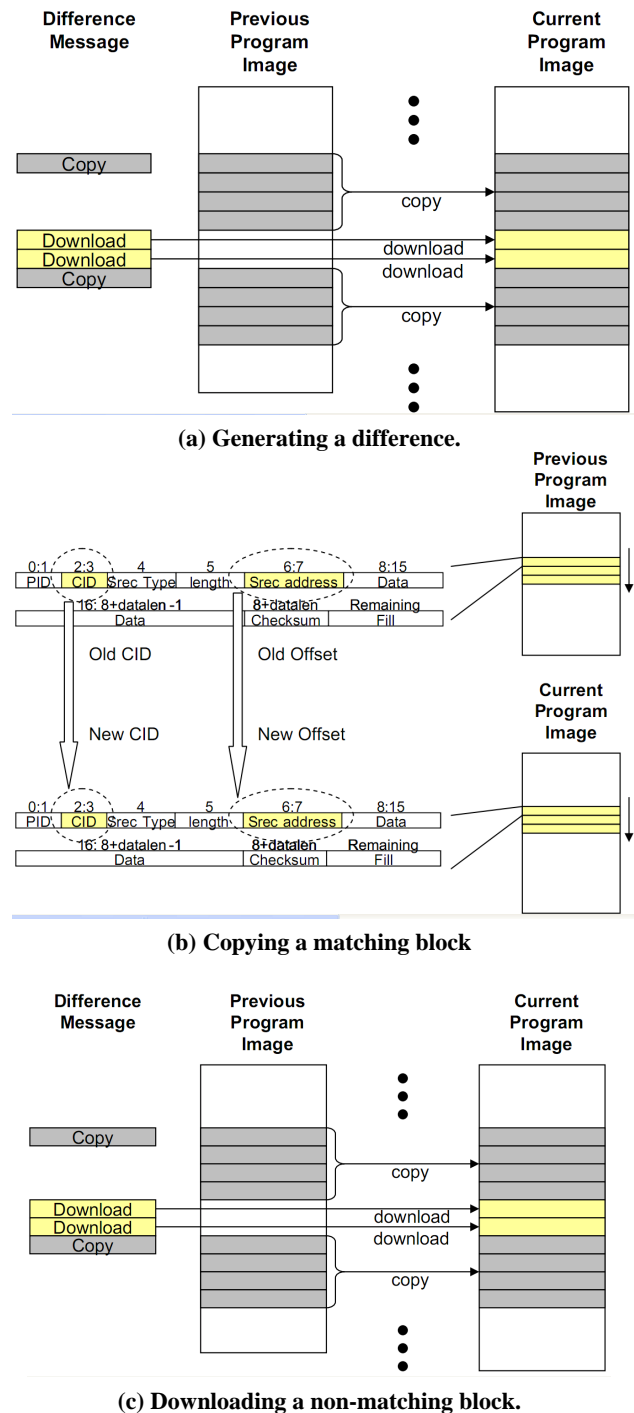 Difference
Message
Previous
Program
Image
Current
Program
Image
Copy
copy
Download
download
Download
download
Copy
copy
(a) Generating a difference.
Previous
Program
Image
0:1 2:3 4 5 6:7 8:15
PID CID Srec Type length Srec address Data
16: 8+datalen -1 8+datalen Remaining
Data Checksum Fill
Old CID Old Offset
New CID New Offset
Current
Program
Image
0:1 2:3 4 5 6:7 8:15
PID CID Srec Type length Srec address Data
16: 8+datalen -1 8+datalen Remaining
Data Checksum Fill
(b) Copying a matching block
Difference
Message
Previous
Program
Image
Current
Program
Image
Copy
copy
Download
download
Download
download
Copy
copy
(c) Downloading a non-matching block.